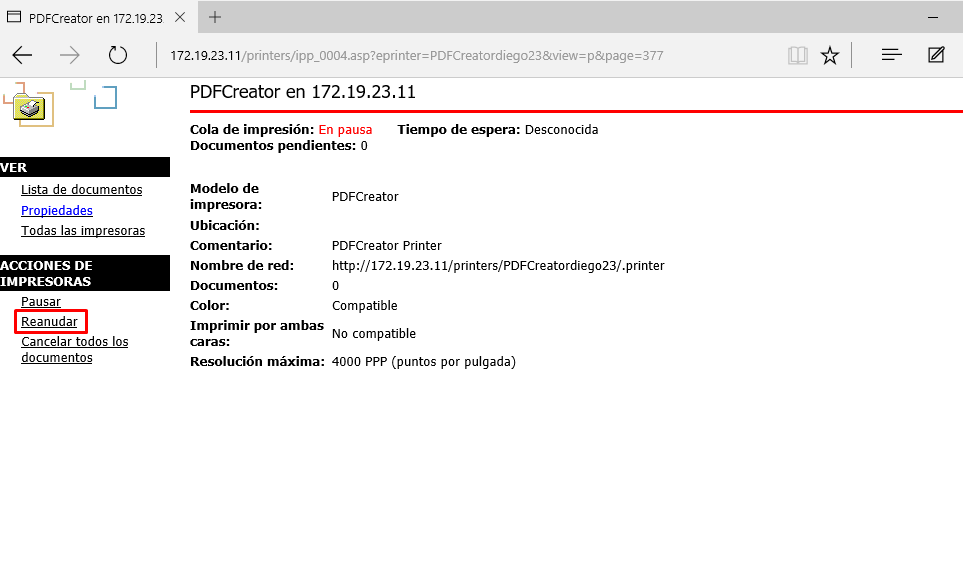 PDFCreator en 172.19.23.
172.19.23.11/printers/ipp_0004.asp?eprinter=PDFCreatordiego23&view=p&page=377
PDFCreator en 172.19.23.11
Cola de impresión: En pausa Tiempo de espera: Desconocida
Documentos pendientes: 0
VER
Lista de documentos
Propiedades
Todas las impresoras
ACCIONES DE
IMPRESORAS
Pausar
Reanudar
Cancelar todos los
documentos
Modelo de
impresora: PDFCreator
Ubicación:
Comentario: PDFCreator Printer
Nombre de red: http://172.19.23.11/printers/PDFCreatordiego23/.printer
Documentos: 0
Color: Compatible
Imprimir por ambas
caras: No compatible
Resolución máxima: 4000 PPP (puntos por pulgada)